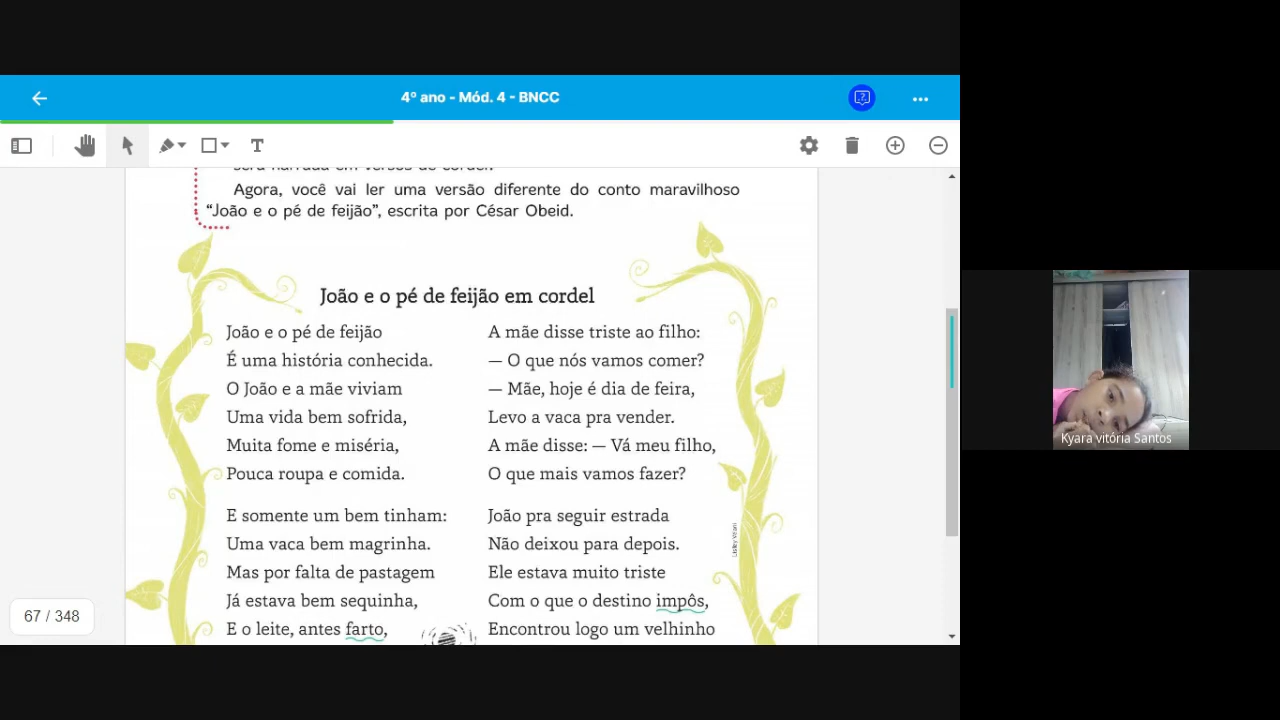 4º ano - Mód. 4 - BNCC
T
será narrada em versos de cordel.
Agora, você vai ler uma versão diferente do conto maravilhoso
“João e o pé de feijão”, escrita por César Obeid.
João e o pé de feijão em cordel
João e o pé de feijão
É uma história conhecida.
O João e a mãe viviam
Uma vida bem sofrida,
Muita fome e miséria,
Pouca roupa e comida.
E somente um bem tinham:
Uma vaca bem magrinha.
Mas por falta de pastagem
Já estava bem sequinha,
E o leite, antes farto,
A mãe disse triste ao filho:
— O que nós vamos comer?
— Mãe, hoje é dia de feira,
Levo a vaca pra vender.
A mãe disse: — Vá meu filho,
O que mais vamos fazer?
João pra seguir estrada
Não deixou para depois.
Ele estava muito triste
Com o que o destino impôs,
Encontrou logo um velhinho
67 / 348
Kyara vitória Santos